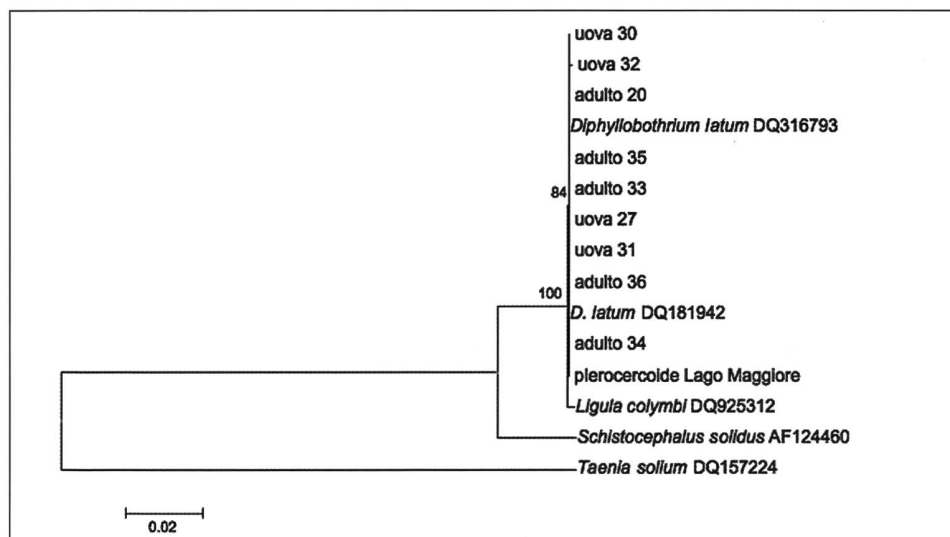 uova 30
uova 32
adulto 20
Diphyllobothrium latum DQ316793
adulto 35
adulto 33
84
uova 27
uova 31
adulto 36
100
D. latum DQ181942
adulto 34
plerocercoide Lago Maggiore
Ligula colymbi DQ925312
Schistocephalus solidus AF124460
Taenia solium DQ157224
0.02